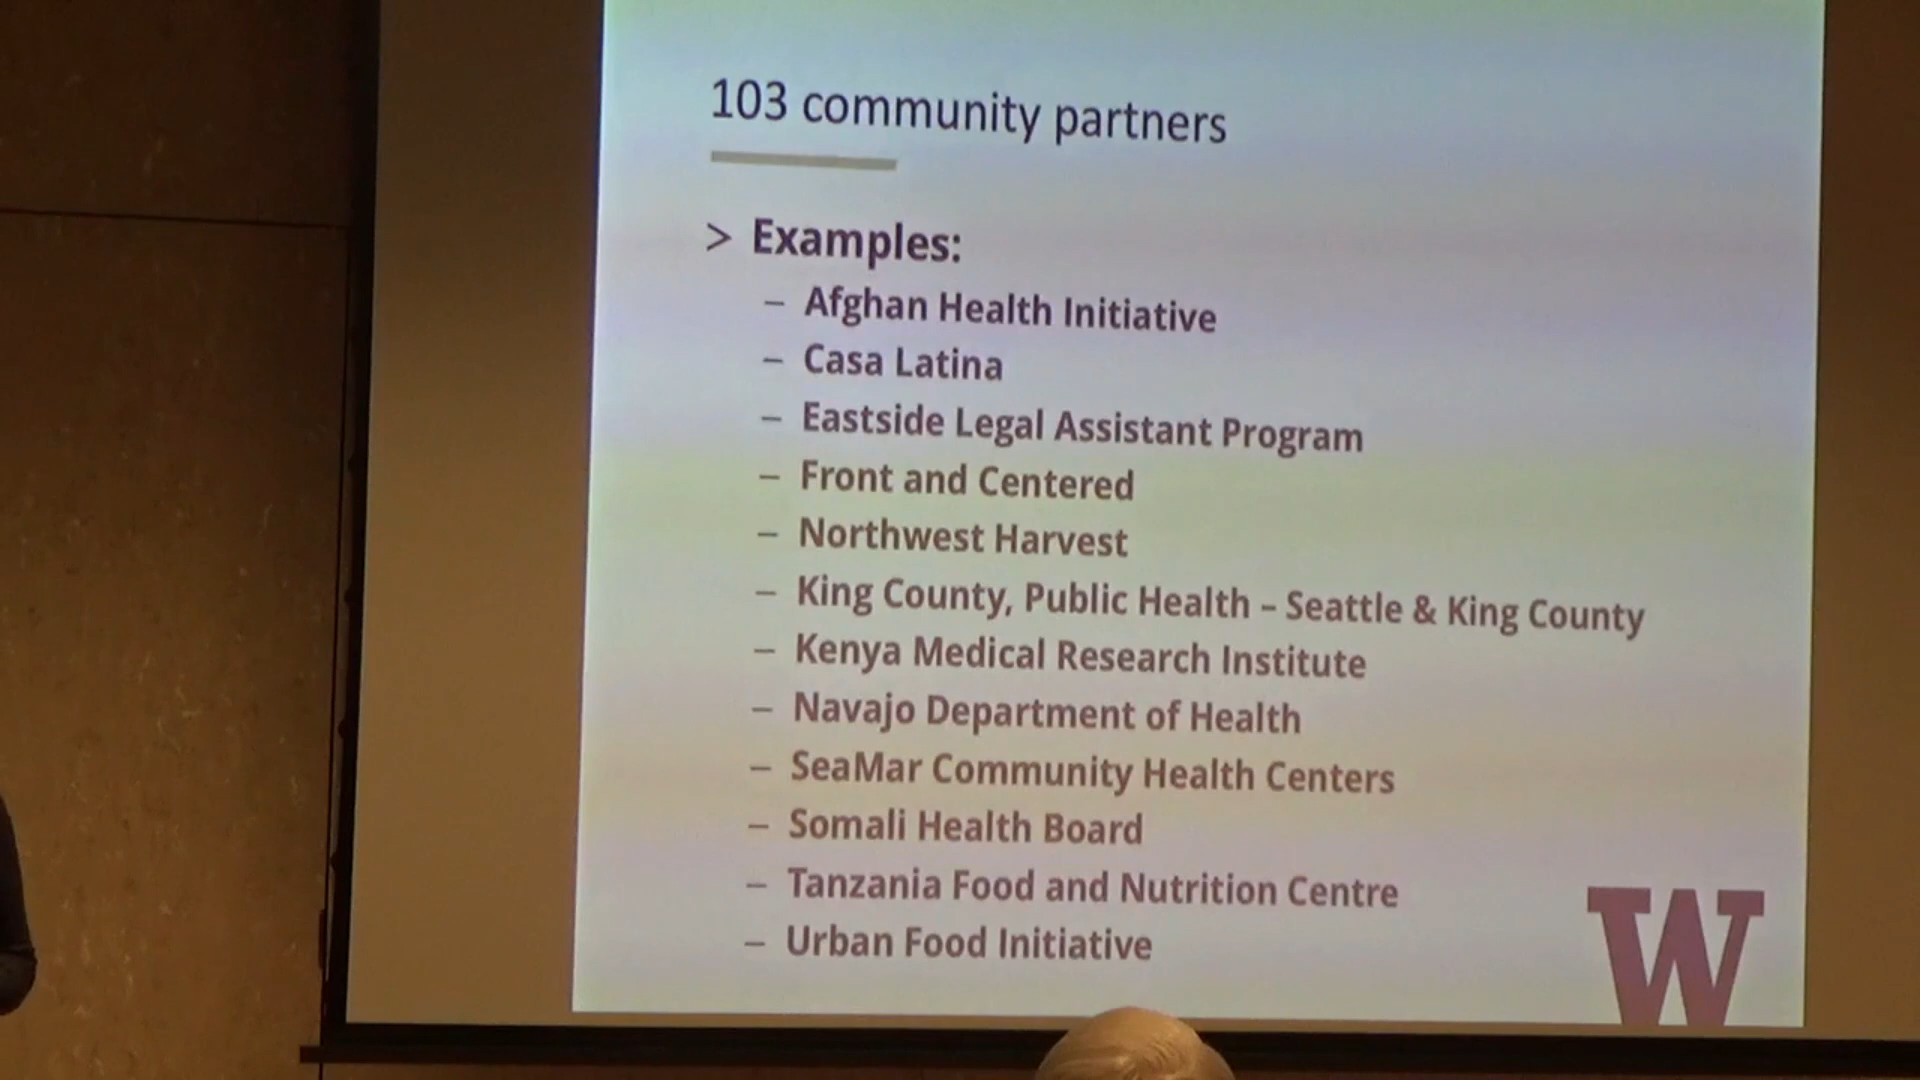 103 community partners
> Examples:
– Afghan Health Initiative
– Casa Latina
– Eastside Legal Assistant Program
– Front and Centered
– Northwest Harvest
– King County, Public Health – Seattle & King County
– Kenya Medical Research Institute
– Navajo Department of Health
– SeaMar Community Health Centers
– Somali Health Board
– Tanzania Food and Nutrition Centre
– Urban Food Initiative
W